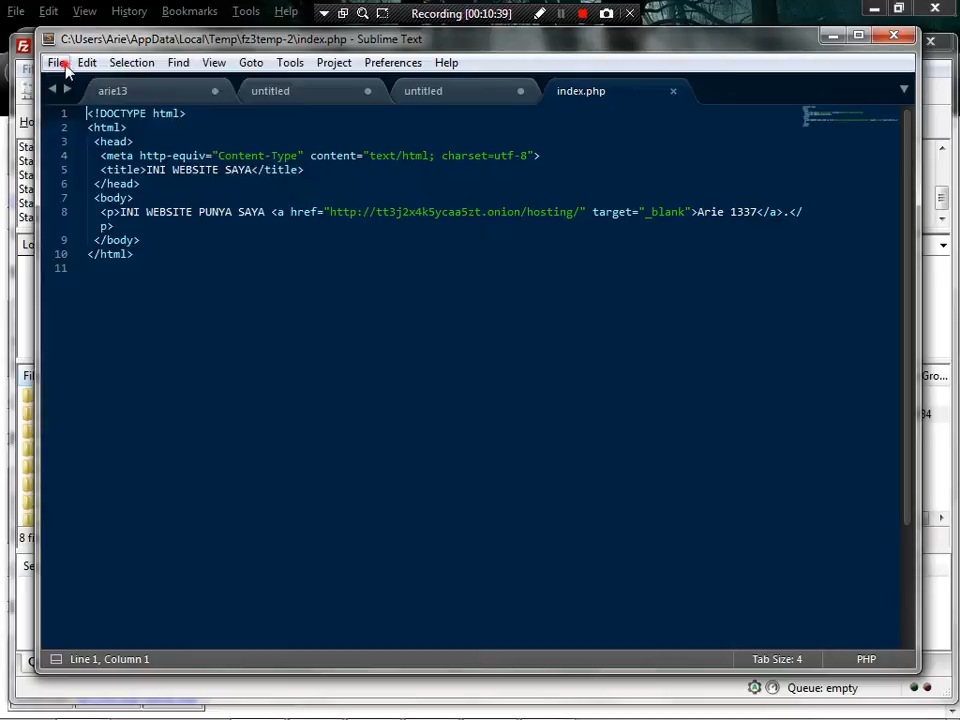 File Edit View History Bookmarks Tools Help
Recording [00:10:39]
C:\Users\Arie\AppData\Local\Temp\fz3temp-2\index.php - Sublime Text
File Edit Selection Find View Goto Tools Project Preferences Help
arie13 untitled untitled index.php
1 <!DOCTYPE html>
2 <html>
3 <head>
4 <meta http-equiv="Content-Type" content="text/html; charset=utf-8">
5 <title>INI WEBSITE SAYA</title>
6 </head>
7 <body>
8 <p>INI WEBSITE PUNYA SAYA <a href="http://tt3j2x4k5ycaa5zt.onion/hosting/" target="_blank">Arie 1337</a>.</
p>
9 </body>
10 </html>
11
Line 1, Column 1 Tab Size: 4 PHP
Queue: empty